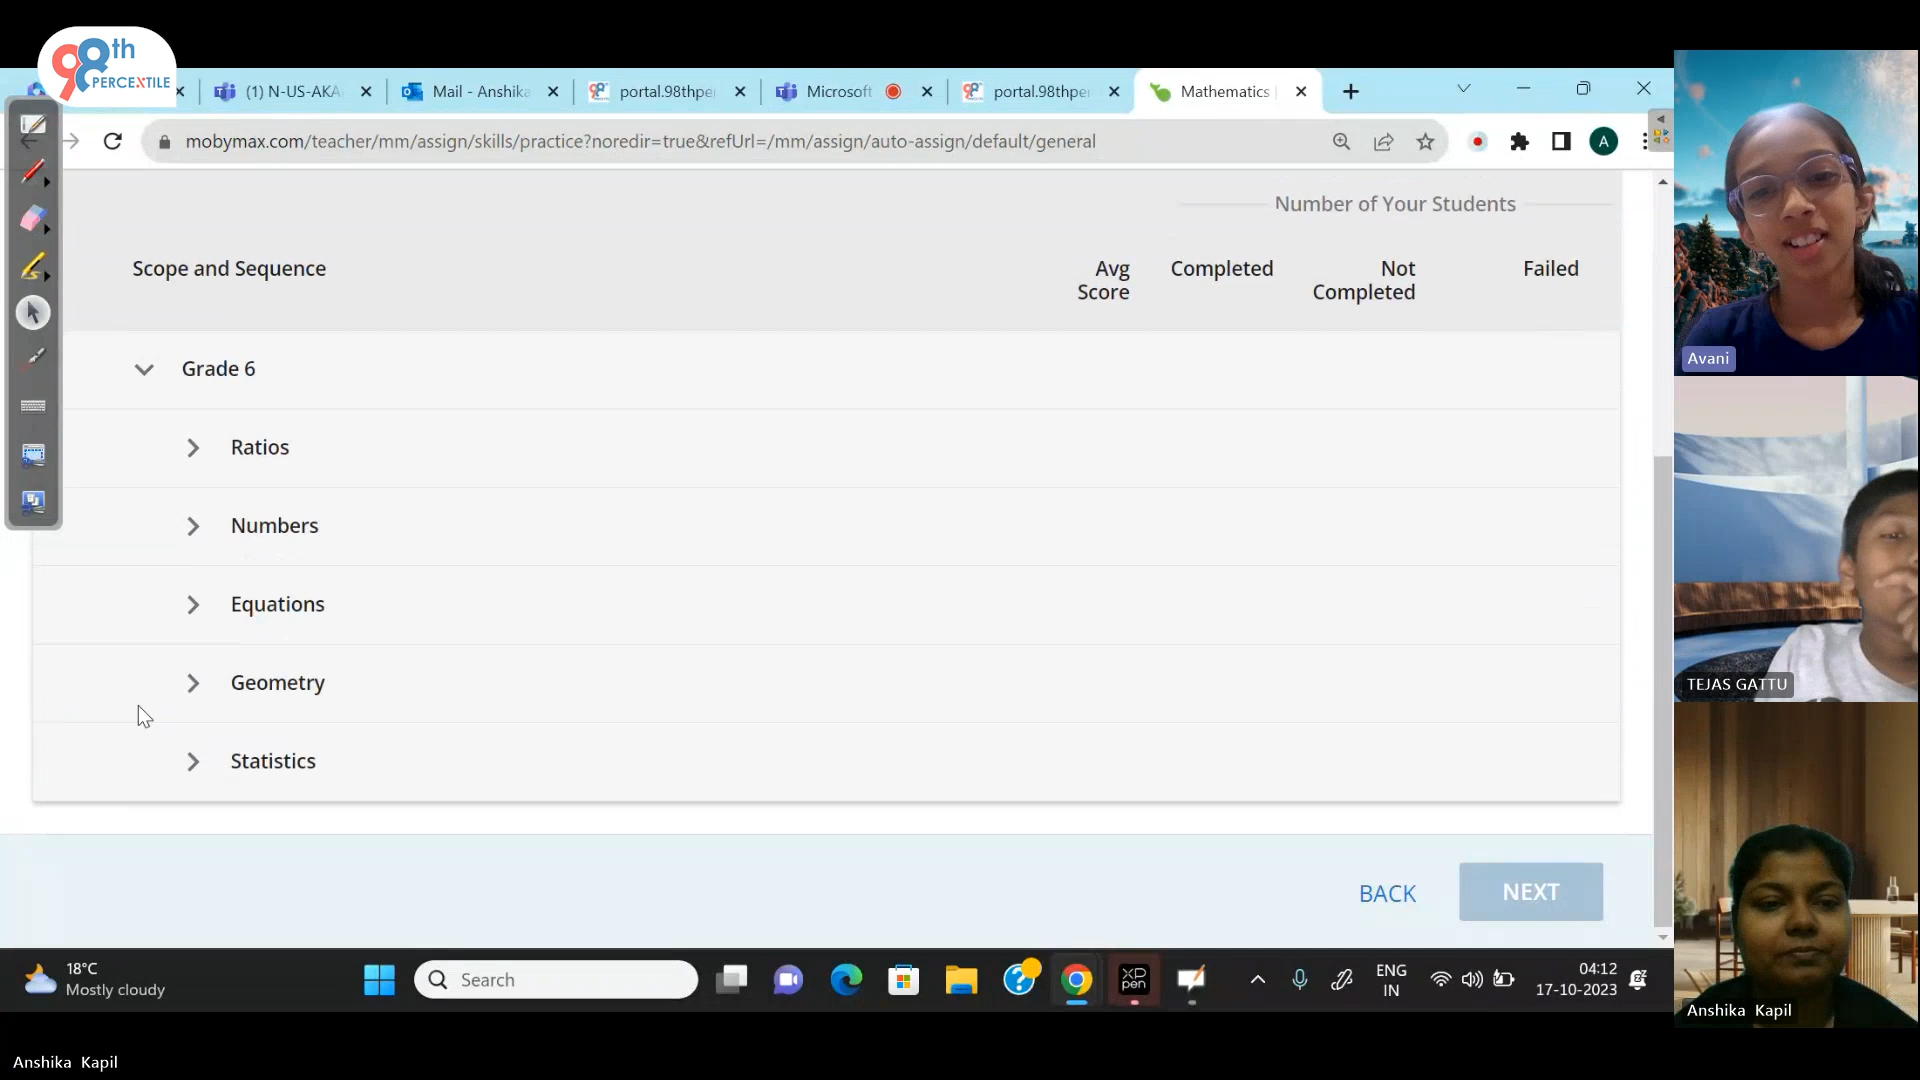 98th
PERCEXTILE
(1) N-US-AKA
Mail - Anshika
portal.98thpe
Microsoft
portal.98thpe
Mathematics
mobymax.com/teacher/mm/assign/skills/practice?noredir=true&refUrl=/mm/assign/auto-assign/default/general
A
Number of Your Students
Scope and Sequence
Avg
Score
Completed
Not
Completed
Failed
Grade 6
Ratios
Numbers
Equations
Geometry
Statistics
BACK
NEXT
18°C
Mostly cloudy
Search
XP
pen
ENG
IN
04:12
17-10-2023
Avani
TEJAS GATTU
Anshika Kapil
Anshika Kapil